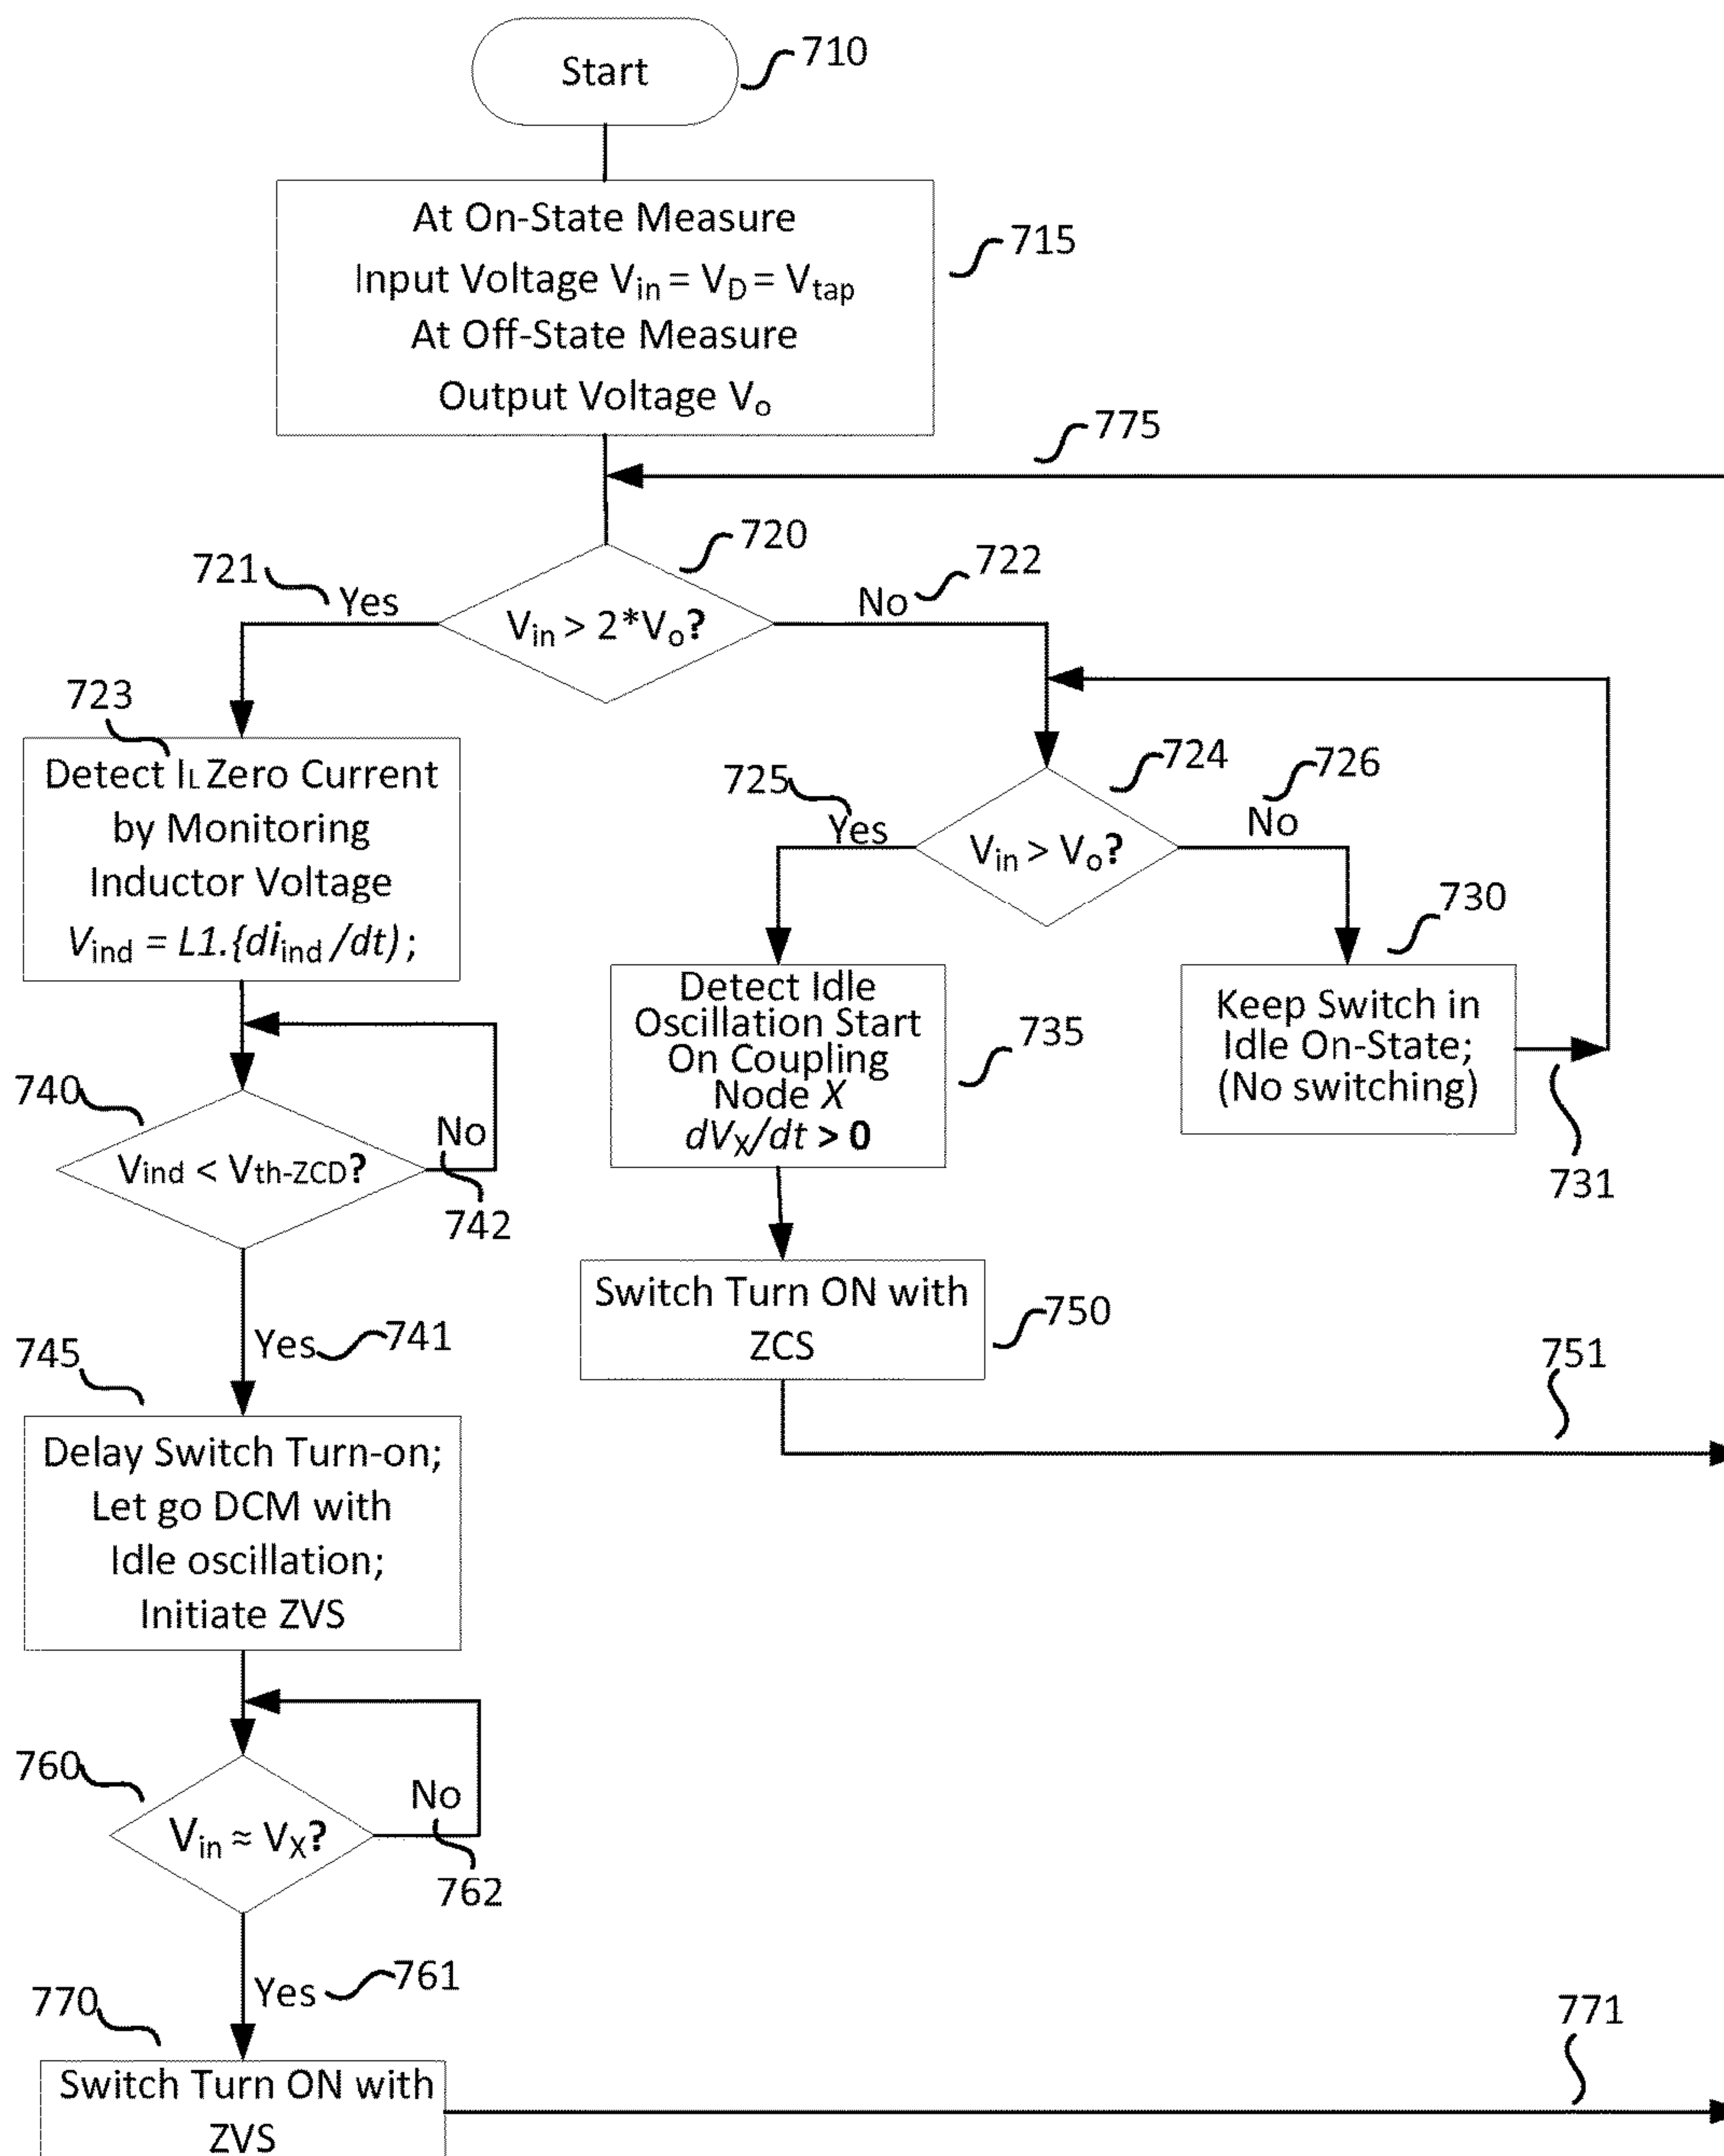 Start
710
At On-State Measure
Input Voltage Vin = VD = Vtap
At Off-State Measure
Output Voltage Vo
715
775
720
721
Yes
Vin > 2*Vo?
No
722
723
Detect IL Zero Current
by Monitoring
Inductor Voltage
Vind = L1.{diind /dt) ;
724
725
Yes
Vin > Vo?
726
No
730
Detect Idle
Oscillation Start
On Coupling
Node X
dVX/dt > 0
735
Keep Switch in
Idle On-State;
(No switching)
731
740
Vind < Vth-ZCD?
No
742
Switch Turn ON with
ZCS
750
751
Yes
741
745
Delay Switch Turn-on;
Let go DCM with
Idle oscillation;
Initiate ZVS
760
Vin ≈ VX?
No
762
Yes
761
770
Switch Turn ON with
ZVS
771